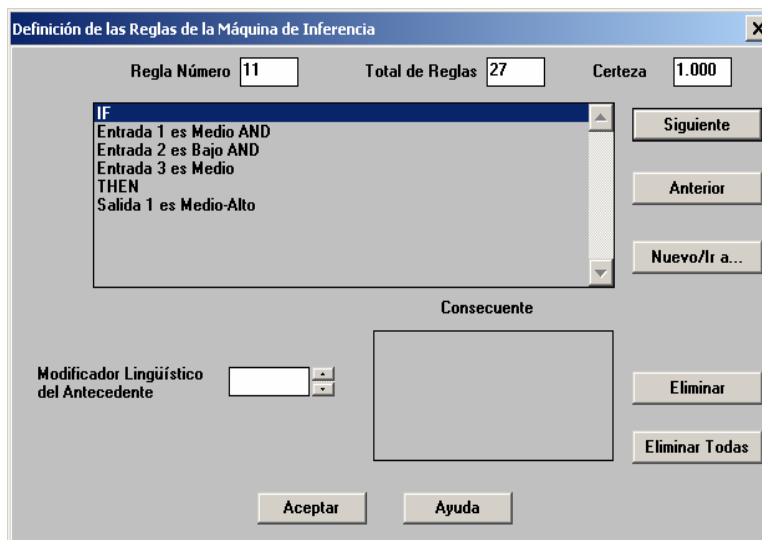 Definición de las Reglas de la Máquina de Inferencia
Regla Número 11 Total de Reglas 27 Certeza 1.000
IF
Entrada 1 es Medio AND
Entrada 2 es Bajo AND
Entrada 3 es Medio
THEN
Salida 1 es Medio-Alto
Siguiente
Anterior
Nuevo/Ir a...
Consecuente
Modificador Lingüístico
del Antecedente
Eliminar
Eliminar Todas
Aceptar Ayuda